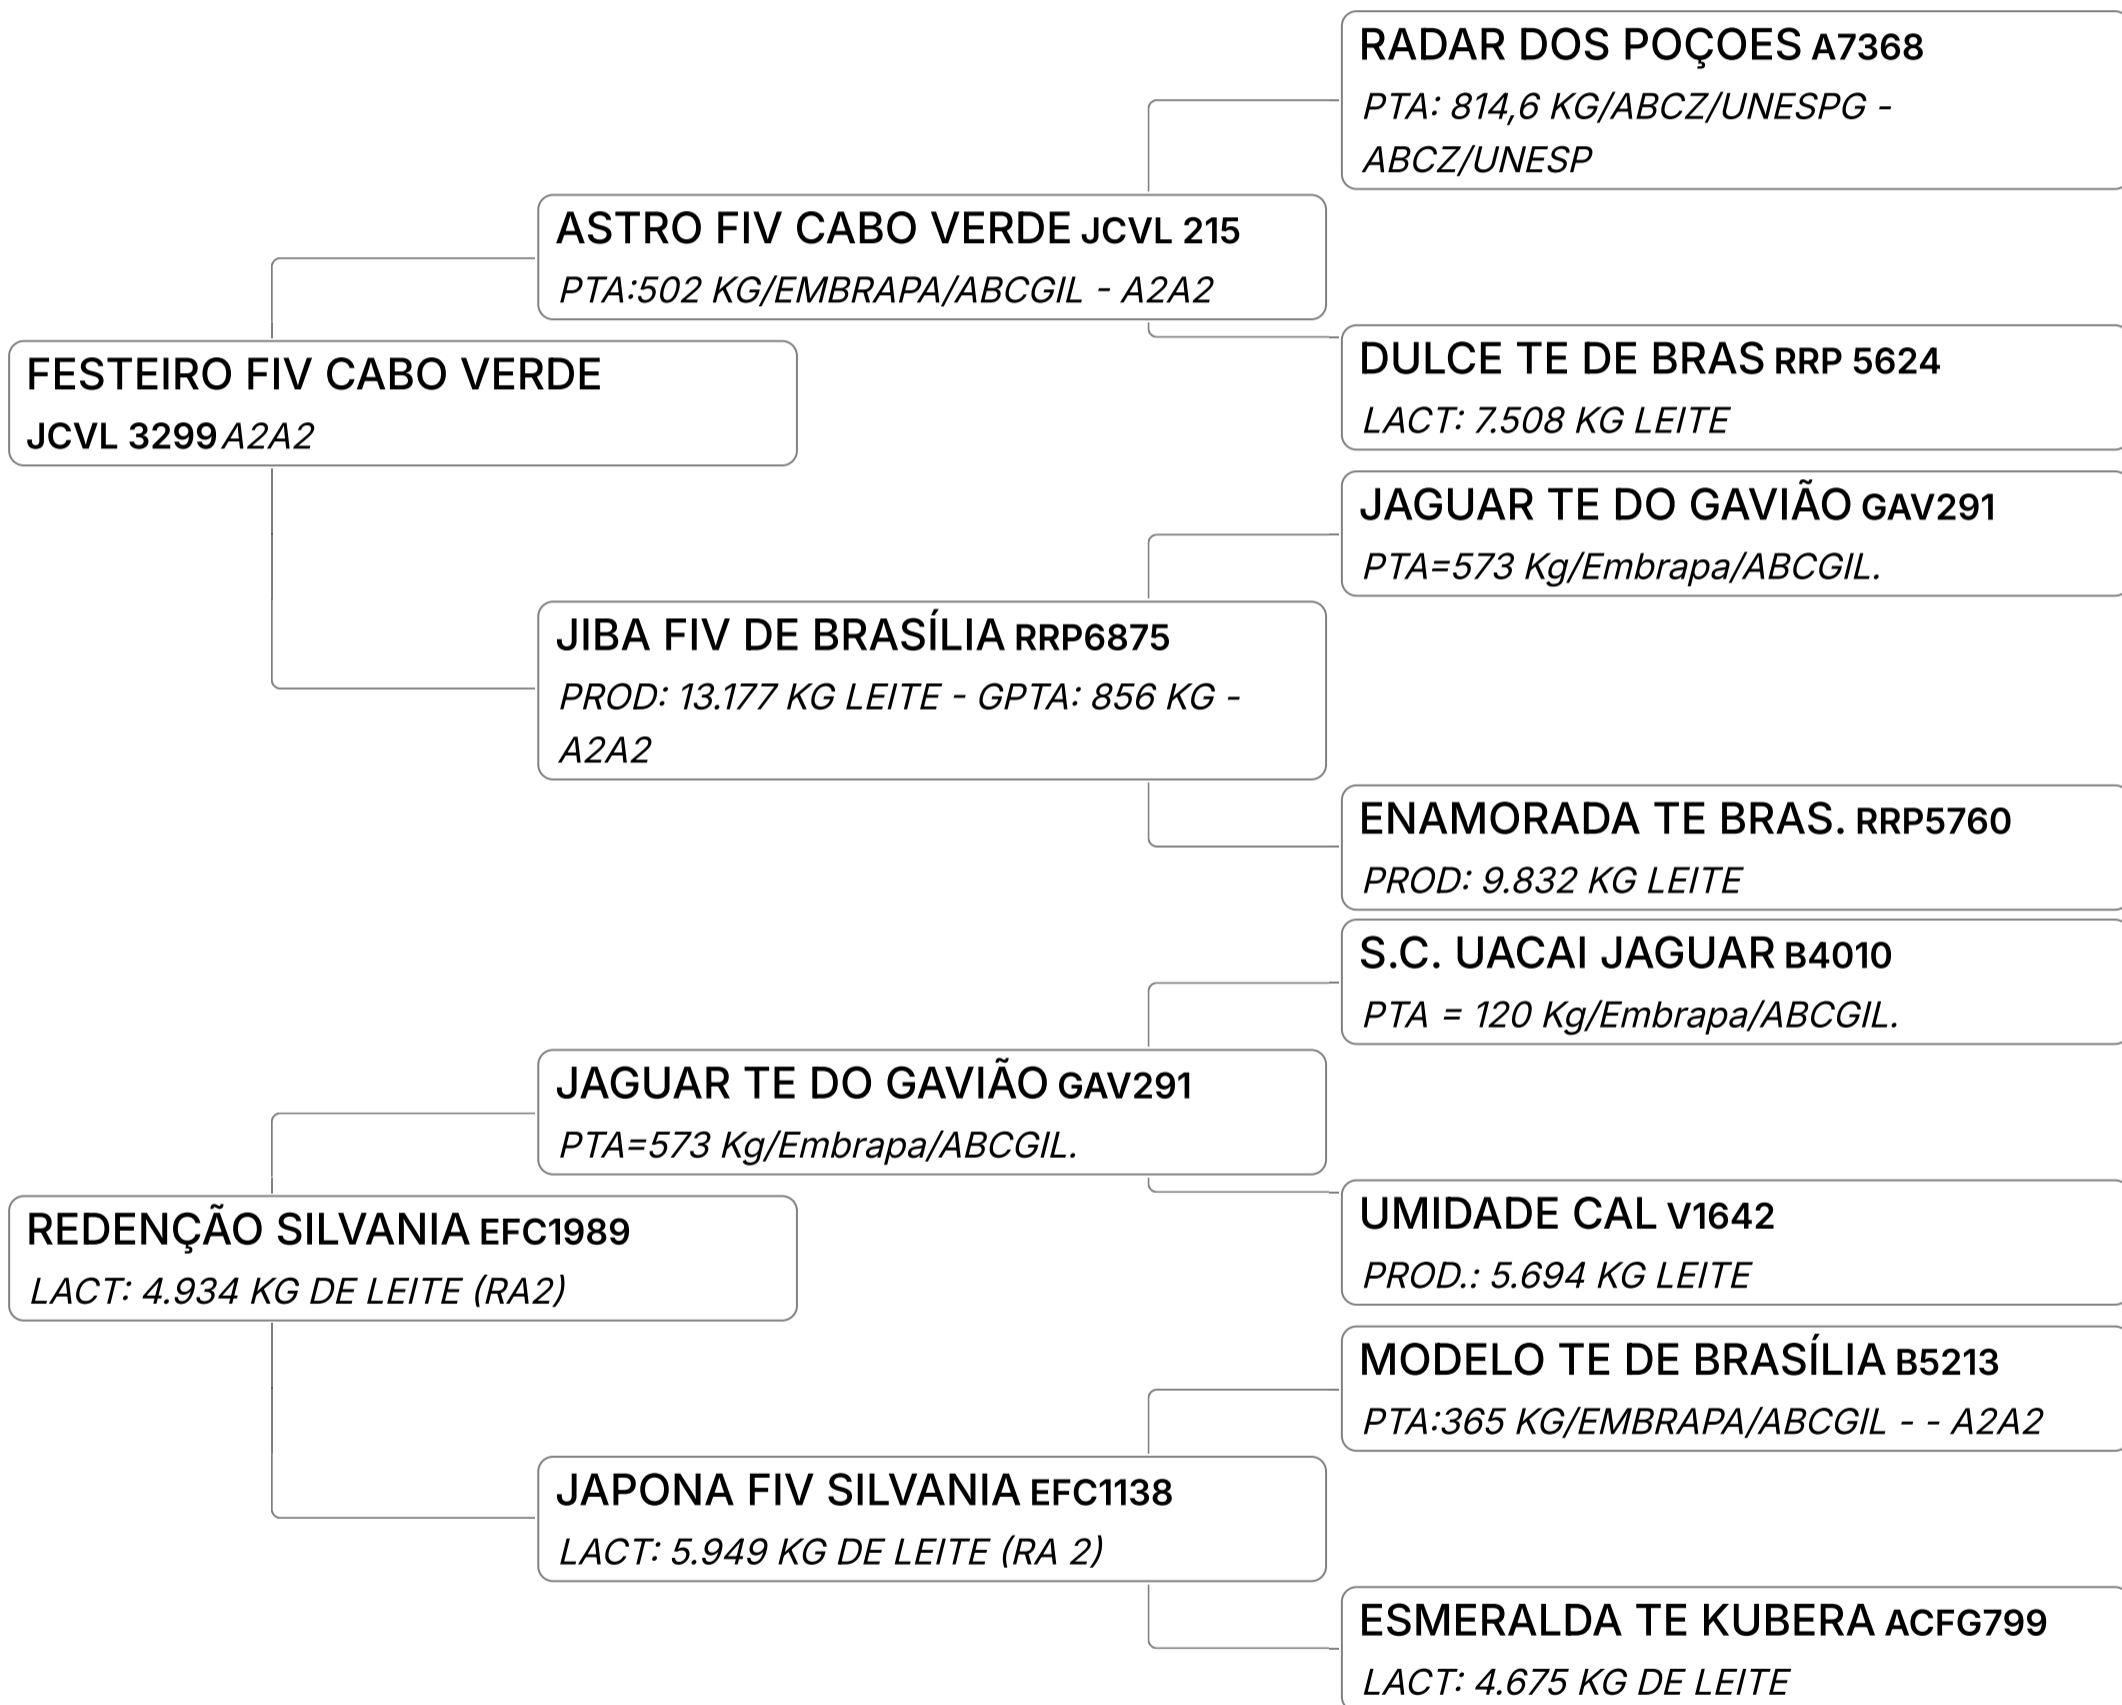 RADAR DOS POÇOES A7368
PTA: 814,6 KG/ABCZ/UNESPG -
ABCZ/UNESP
ASTRO FIV CABO VERDE JCVL 215
PTA:502 KG/EMBRAPA/ABCGIL - A2A2
DULCE TE DE BRAS RRP 5624
LACT: 7.508 KG LEITE
FESTEIRO FIV CABO VERDE
JCVL 3299 A2A2
JAGUAR TE DO GAVIÃO GAV291
PTA=573 Kg/Embrapa/ABCGIL.
JIBA FIV DE BRASÍLIA RRP6875
PROD: 13.177 KG LEITE - GPTA: 856 KG -
A2A2
ENAMORADA TE BRAS. RRP5760
PROD: 9.832 KG LEITE
S.C. UACAI JAGUAR B4010
PTA = 120 Kg/Embrapa/ABCGIL.
JAGUAR TE DO GAVIÃO GAV291
PTA=573 Kg/Embrapa/ABCGIL.
UMIDADE CAL V1642
PROD.: 5.694 KG LEITE
REDENÇÃO SILVANIA EFC1989
LACT: 4.934 KG DE LEITE (RA2)
MODELO TE DE BRASÍLIA B5213
PTA:365 KG/EMBRAPA/ABCGIL - - A2A2
JAPONA FIV SILVANIA EFC1138
LACT: 5.949 KG DE LEITE (RA 2)
ESMERALDA TE KUBERA ACFG799
LACT: 4.675 KG DE LEITE